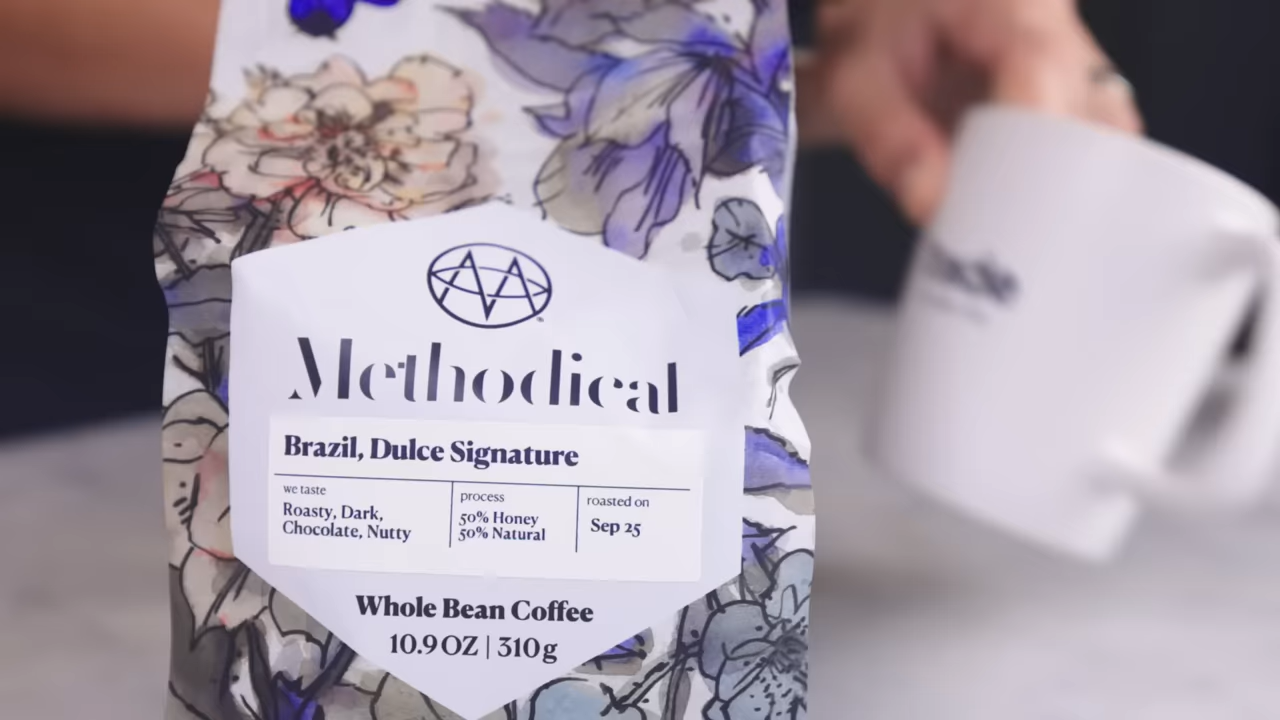 Methodical
Brazil, Dulce Signature
we taste
Roasty, Dark,
Chocolate, Nutty
process
50% Honey
50% Natural
roasted on
Sep 25
Whole Bean Coffee
10.9 OZ | 310 g